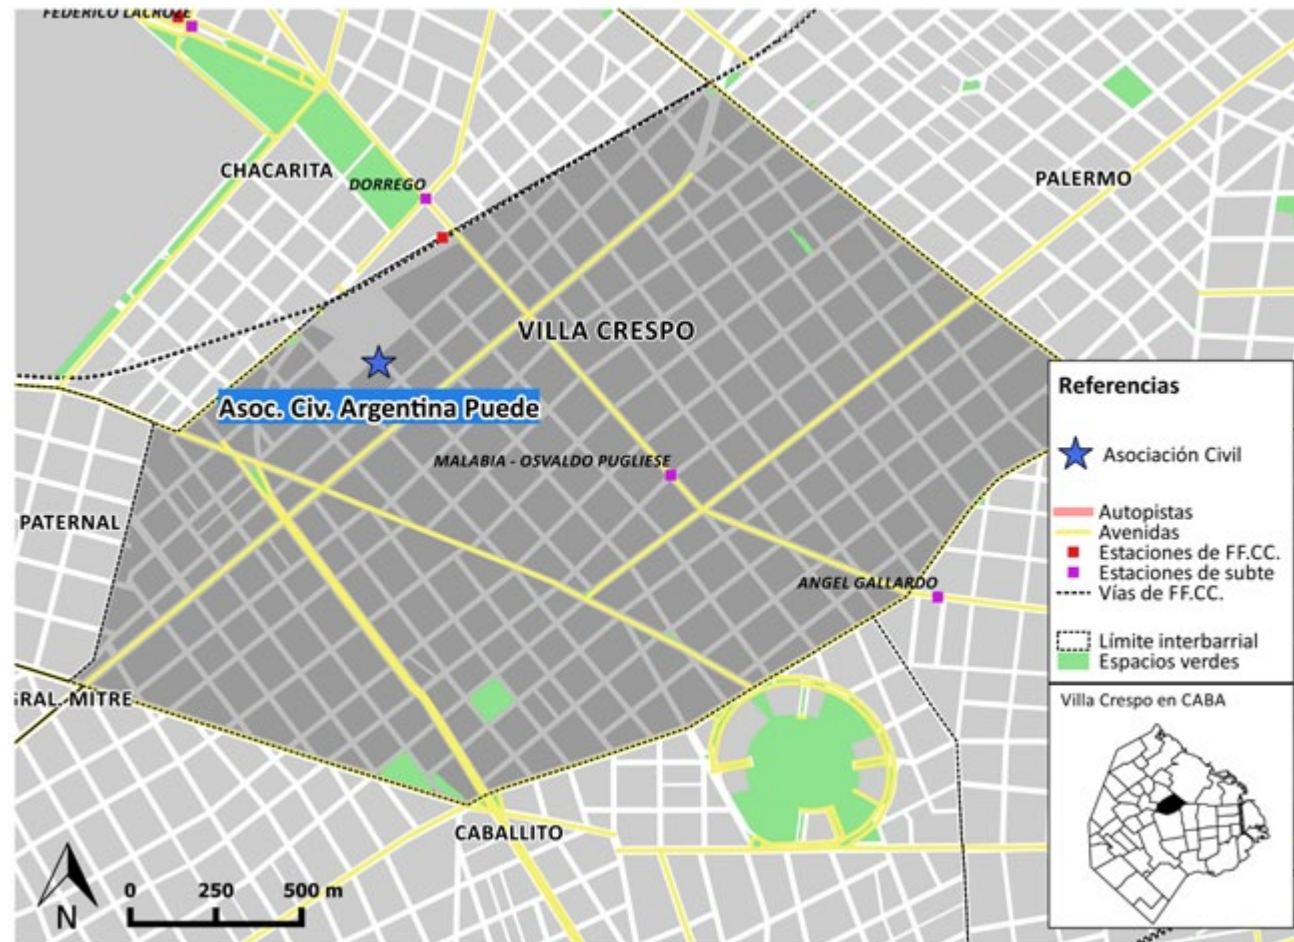 FEDERICO LACROZE
CHACARITA
DORREGO
PALERMO
VILLA CRESPO
Asoc. Civ. Argentina Puede
MALABIA - OSVALDO PUGLIESE
PATERNAL
ANGEL GALLARDO
GRAL. MITRE
CABALLITO
N
0 250 500 m
Referencias
Asociación Civil
Autopistas
Avenidas
Estaciones de FF.CC.
Estaciones de subte
Vías de FF.CC.
Límite interbarrial
Espacios verdes
Villa Crespo en CABA